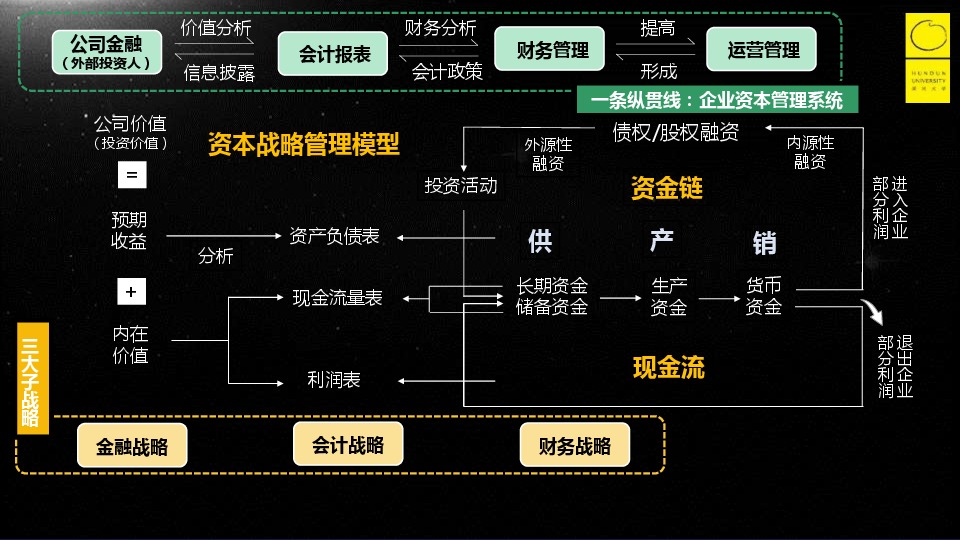 公司金融
（外部投资人）
价值分析
信息披露
会计报表
财务分析
会计政策
财务管理
提高
形成
运营管理
HUNDUN
UNIVERSITY
混沌大学
一条纵贯线：企业资本管理系统
公司价值
（投资价值）
=
预期
收益
+
内在
价值
资本战略管理模型
分析
资产负债表
现金流量表
利润表
外源性
融资
债权/股权融资
内源性
融资
投资活动
资金链
供
产
销
长期资金
储备资金
生产
资金
货币
资金
现金流
部分利润
进入企业
部分利润
退出企业
三大子战略
金融战略
会计战略
财务战略